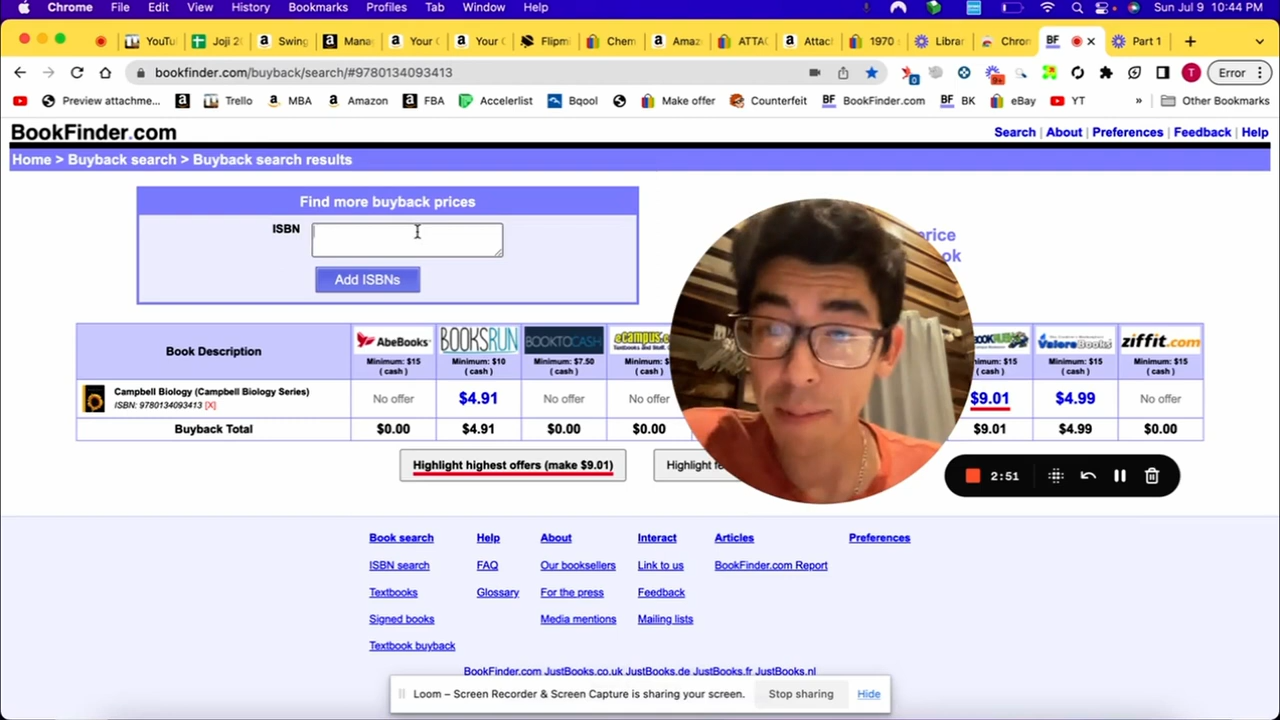 Chrome File Edit View History Bookmarks Profiles Tab Window Help Sun Jul 9 10:44 PM
YouTu Joji 2 Swing Mana Your C Your C Flipmi Chem Amaz ATTAC Attach 1970 s Librar Chron BF Part 1
bookfinder.com/buyback/search/#9780134093413 0 9+ T Error
Preview attachme... Trello MBA Amazon FBA Accelerlist Bqool Make offer Counterfeit BF BookFinder.com BF BK eBay YT » Other Bookmarks
BookFinder.com Search | About | Preferences | Feedback | Help
Home > Buyback search > Buyback search results
Find more buyback prices
ISBN
Add ISBNs
Book Description AbeBooks BOOKSRUN BOOKTOCASH ValoreBooks ziffit.com
Minimum: $15 Minimum: $10 Minimum: $7.50 $15 Minimum: $15 Minimum: $15
( cash ) ( cash ) ( cash ) ( cash ) ( cash ) ( cash ) ( cash )
Campbell Biology (Campbell Biology Series)
ISBN: 9780134093413 [X]
No offer $4.91 No offer No offer $9.01 $4.99 No offer
Buyback Total $0.00 $4.91 $0.00 $0.00 $9.01 $4.99 $0.00
Highlight highest offers (make $9.01) Highlight
2:51
Book search Help About Interact Articles Preferences
ISBN search FAQ Our booksellers Link to us BookFinder.com Report
Textbooks Glossary For the press Feedback
Signed books Media mentions Mailing lists
Textbook buyback
BookFinder.com JustBooks.co.uk JustBooks.de JustBooks.fr JustBooks.nl
Loom – Screen Recorder & Screen Capture is sharing your screen. Stop sharing Hide